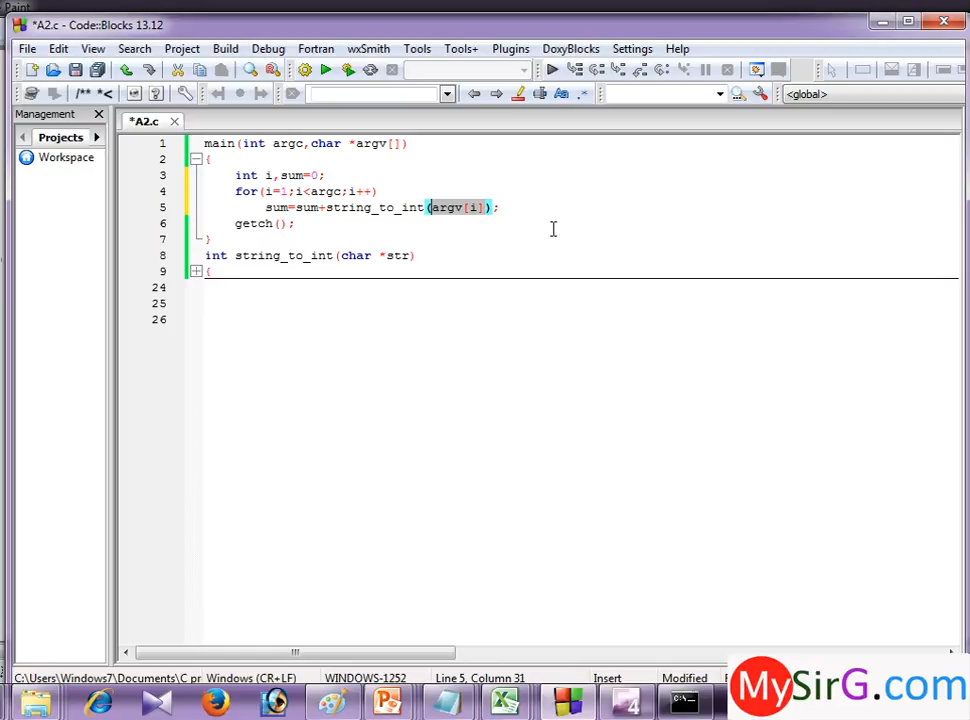 Paint
*A2.c - Code::Blocks 13.12
File Edit View Search Project Build Debug Fortran wxSmith Tools Tools+ Plugins DoxyBlocks Settings Help
/** *<
<global>
Management
Projects
Workspace
*A2.c
1 main(int argc,char *argv[])
2 {
3 int i,sum=0;
4 for(i=1;i<argc;i++)
5 sum=sum+string_to_int(argv[i]);
6 getch();
7 }
8 int string_to_int(char *str)
9 {
24
25
26
C:\Users\Windows7\Documents\C pr Windows (CR+LF) WINDOWS-1252 Line 5, Column 31 Insert Modified
MySirG.com